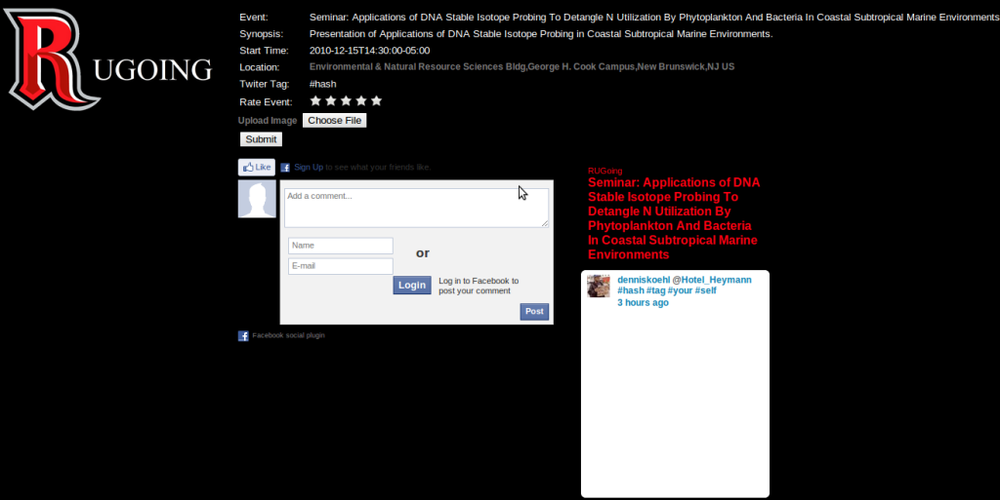 RUGOING
Event: Seminar: Applications of DNA Stable Isotope Probing To Detangle N Utilization By Phytoplankton And Bacteria In Coastal Subtropical Marine Environments
Synopsis: Presentation of Applications of DNA Stable Isotope Probing in Coastal Subtropical Marine Environments.
Start Time: 2010-12-15T14:30:00-05:00
Location: Environmental & Natural Resource Sciences Bldg,George H. Cook Campus,New Brunswick,NJ US
Twiter Tag: #hash
Rate Event:
Upload Image Choose File
Submit
Like Sign Up to see what your friends like.
Add a comment...
Name
E-mail
or
Login Log in to Facebook to
post your comment
Post
Facebook social plugin
RUGoing
Seminar: Applications of DNA
Stable Isotope Probing To
Detangle N Utilization By
Phytoplankton And Bacteria
In Coastal Subtropical Marine
Environments
denniskoehl @Hotel_Heymann
#hash #tag #your #self
3 hours ago